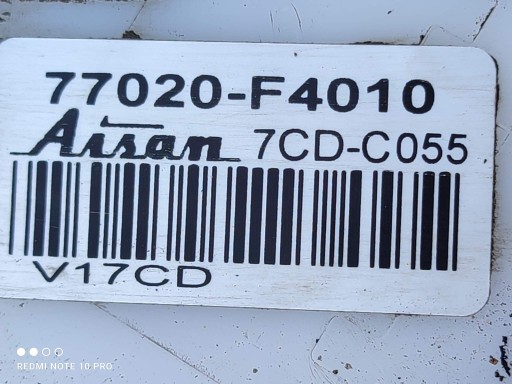 77020-F4010
Aisan 7CD-C055
V17CD
REDMI NOTE 10 PRO